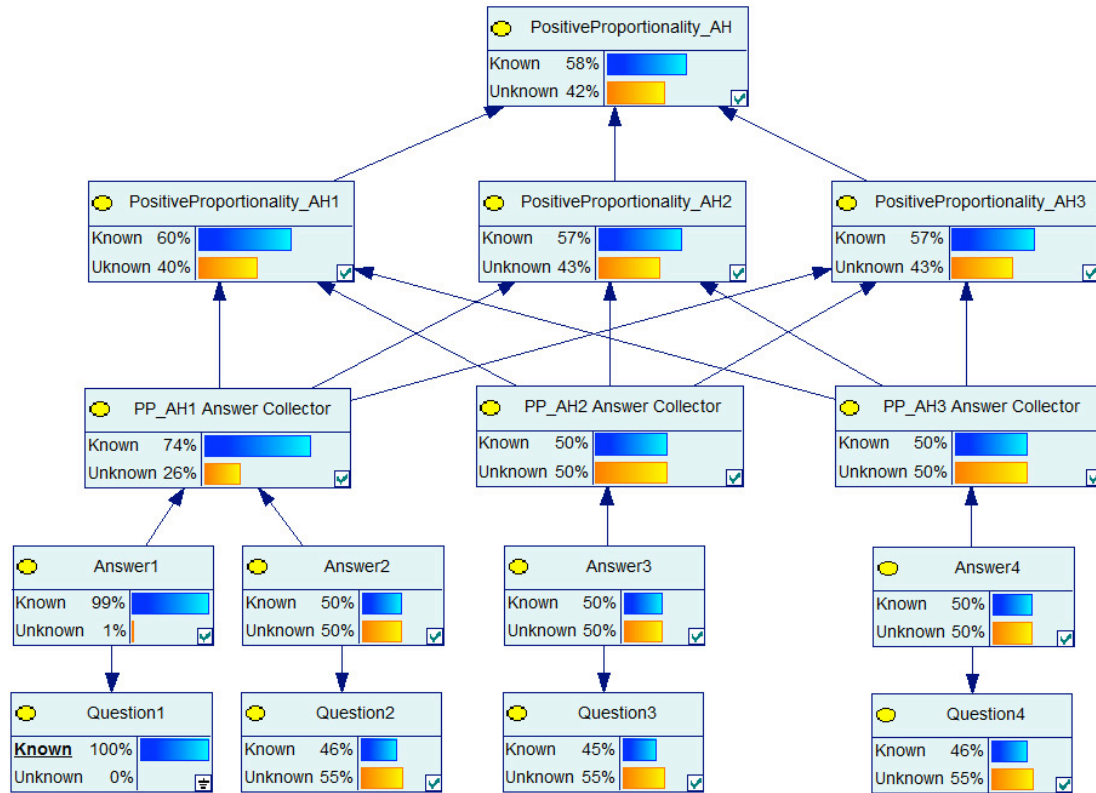 PositiveProportionality_AH
Known 58%
Unknown 42%
PositiveProportionality_AH1
Known 60%
Uknown 40%
PositiveProportionality_AH2
Known 57%
Unknown 43%
PositiveProportionality_AH3
Known 57%
Unknown 43%
PP_AH1 Answer Collector
Known 74%
Unknown 26%
PP_AH2 Answer Collector
Known 50%
Unknown 50%
PP_AH3 Answer Collector
Known 50%
Unknown 50%
Answer1
Known 99%
Unknown 1%
Answer2
Known 50%
Unknown 50%
Answer3
Known 50%
Unknown 50%
Answer4
Known 50%
Unknown 50%
Question1
Known 100%
Unknown 0%
Question2
Known 46%
Unknown 55%
Question3
Known 45%
Unknown 55%
Question4
Known 46%
Unknown 55%